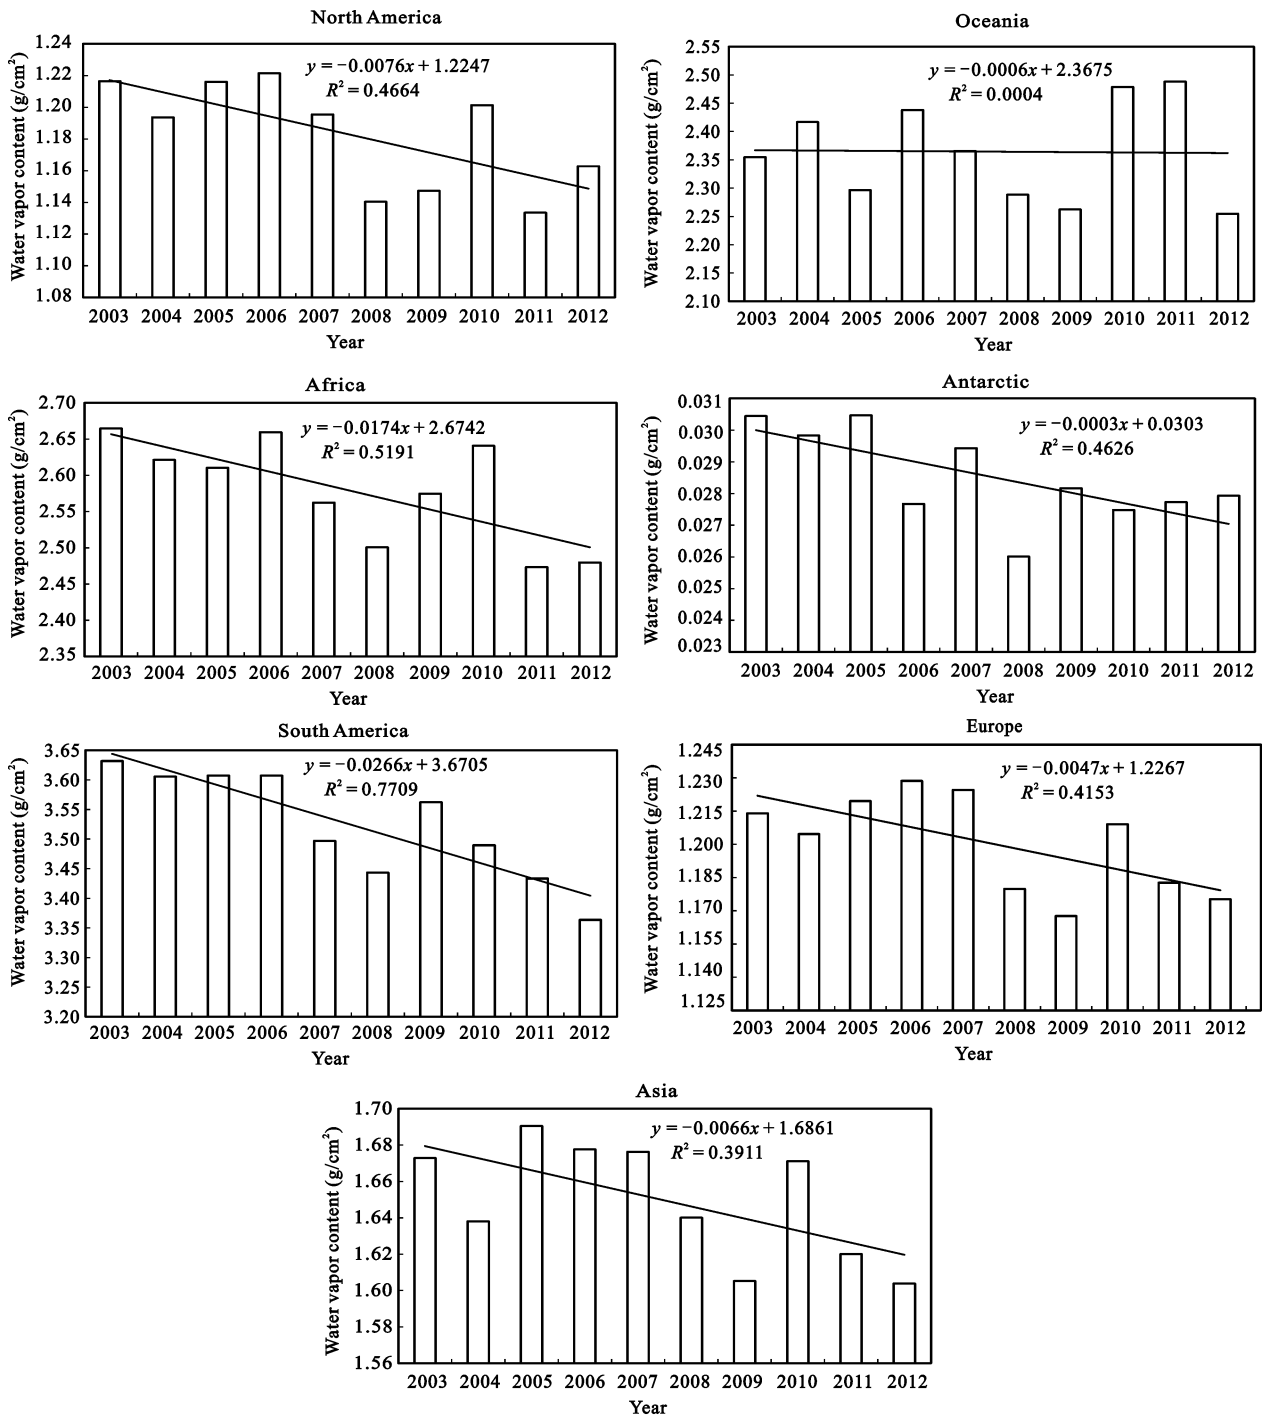 North America
Water vapor content (g/cm²)
1.24
1.22
1.20
1.18
1.16
1.14
1.12
1.10
1.08
y = −0.0076x + 1.2247
R² = 0.4664
2003 2004 2005 2006 2007 2008 2009 2010 2011 2012
Year
Oceania
Water vapor content (g/cm²)
2.55
2.50
2.45
2.40
2.35
2.30
2.25
2.20
2.15
2.10
y = −0.0006x + 2.3675
R² = 0.0004
2003 2004 2005 2006 2007 2008 2009 2010 2011 2012
Year
Africa
Water vapor content (g/cm²)
2.70
2.65
2.60
2.55
2.50
2.45
2.40
2.35
y = −0.0174x + 2.6742
R² = 0.5191
2003 2004 2005 2006 2007 2008 2009 2010 2011 2012
Year
Antarctic
Water vapor content (g/cm²)
0.031
0.030
0.029
0.028
0.027
0.026
0.025
0.024
0.023
y = −0.0003x + 0.0303
R² = 0.4626
2003 2004 2005 2006 2007 2008 2009 2010 2011 2012
Year
South America
Water vapor content (g/cm²)
3.65
3.60
3.55
3.50
3.45
3.40
3.35
3.30
3.25
3.20
y = −0.0266x + 3.6705
R² = 0.7709
2003 2004 2005 2006 2007 2008 2009 2010 2011 2012
Year
Europe
Water vapor content (g/cm²)
1.245
1.230
1.215
1.200
1.185
1.170
1.155
1.140
1.125
y = −0.0047x + 1.2267
R² = 0.4153
2003 2004 2005 2006 2007 2008 2009 2010 2011 2012
Year
Asia
Water vapor content (g/cm²)
1.70
1.68
1.66
1.64
1.62
1.60
1.58
1.56
y = −0.0066x + 1.6861
R² = 0.3911
2003 2004 2005 2006 2007 2008 2009 2010 2011 2012
Year